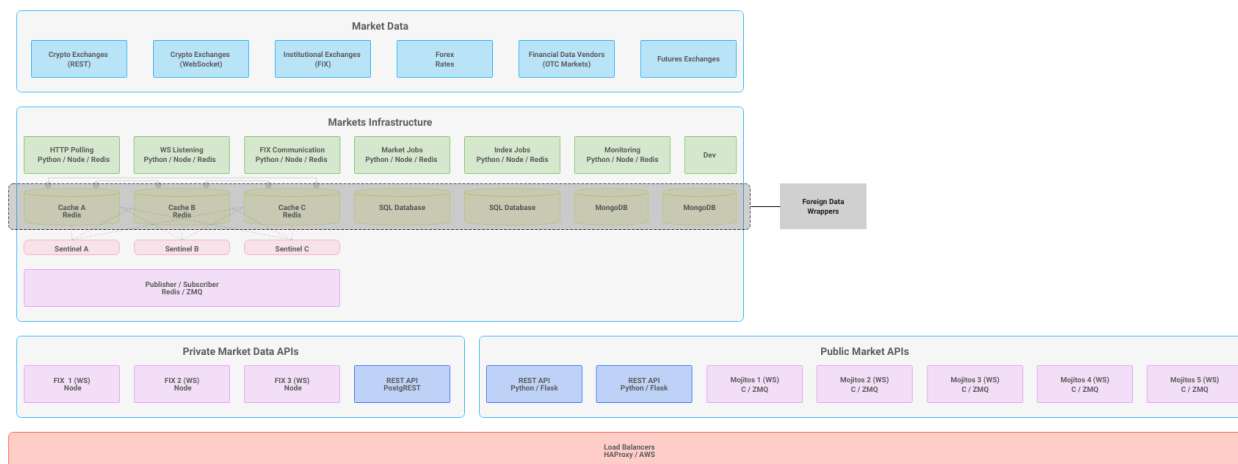 Market Data
Crypto Exchanges
(REST)
Crypto Exchanges
(WebSocket)
Institutional Exchanges
(FIX)
Forex
Rates
Financial Data Vendors
(OTC Markets)
Futures Exchanges
Markets Infrastructure
HTTP Polling
Python / Node / Redis
WS Listening
Python / Node / Redis
FIX Communication
Python / Node / Redis
Market Jobs
Python / Node / Redis
Index Jobs
Python / Node / Redis
Monitoring
Python / Node / Redis
Dev
Cache A
Redis
Cache B
Redis
Cache C
Redis
SQL Database
SQL Database
MongoDB
MongoDB
Foreign Data
Wrappers
Sentinel A
Sentinel B
Sentinel C
Publisher / Subscriber
Redis / ZMQ
Private Market Data APIs
FIX 1 (WS)
Node
FIX 2 (WS)
Node
FIX 3 (WS)
Node
REST API
PostgREST
Public Market APIs
REST API
Python / Flask
REST API
Python / Flask
Mojitos 1 (WS)
C / ZMQ
Mojitos 2 (WS)
C / ZMQ
Mojitos 3 (WS)
C / ZMQ
Mojitos 4 (WS)
C / ZMQ
Mojitos 5 (WS)
C / ZMQ
Load Balancers
HAProxy / AWS